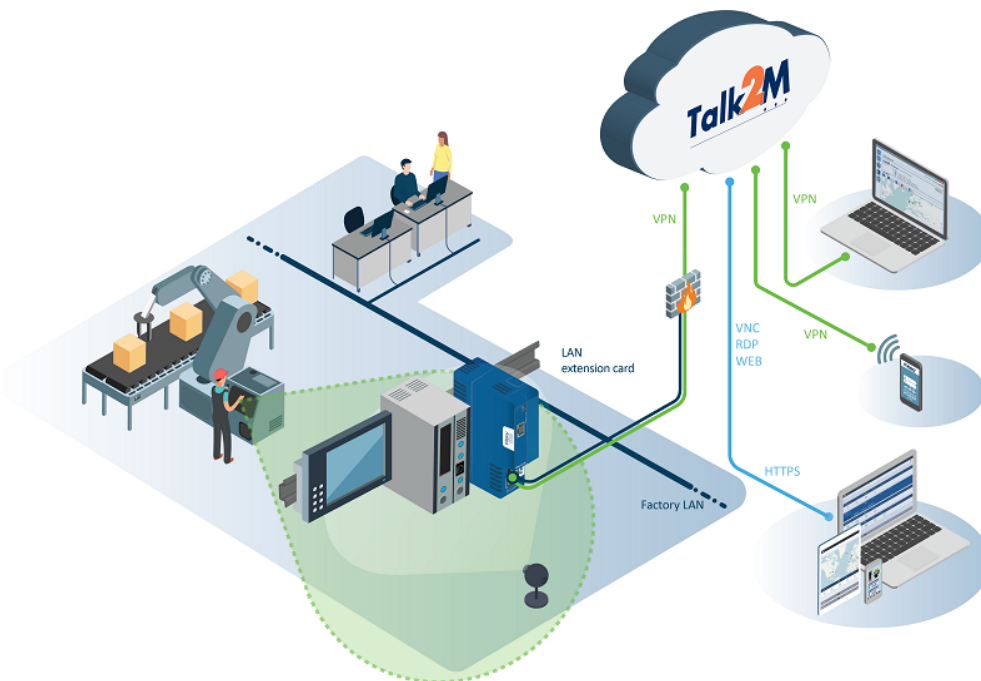 Talk2M
VPN
VPN
VNC
RDP
WEB
VPN
LAN
extension card
HTTPS
Factory LAN